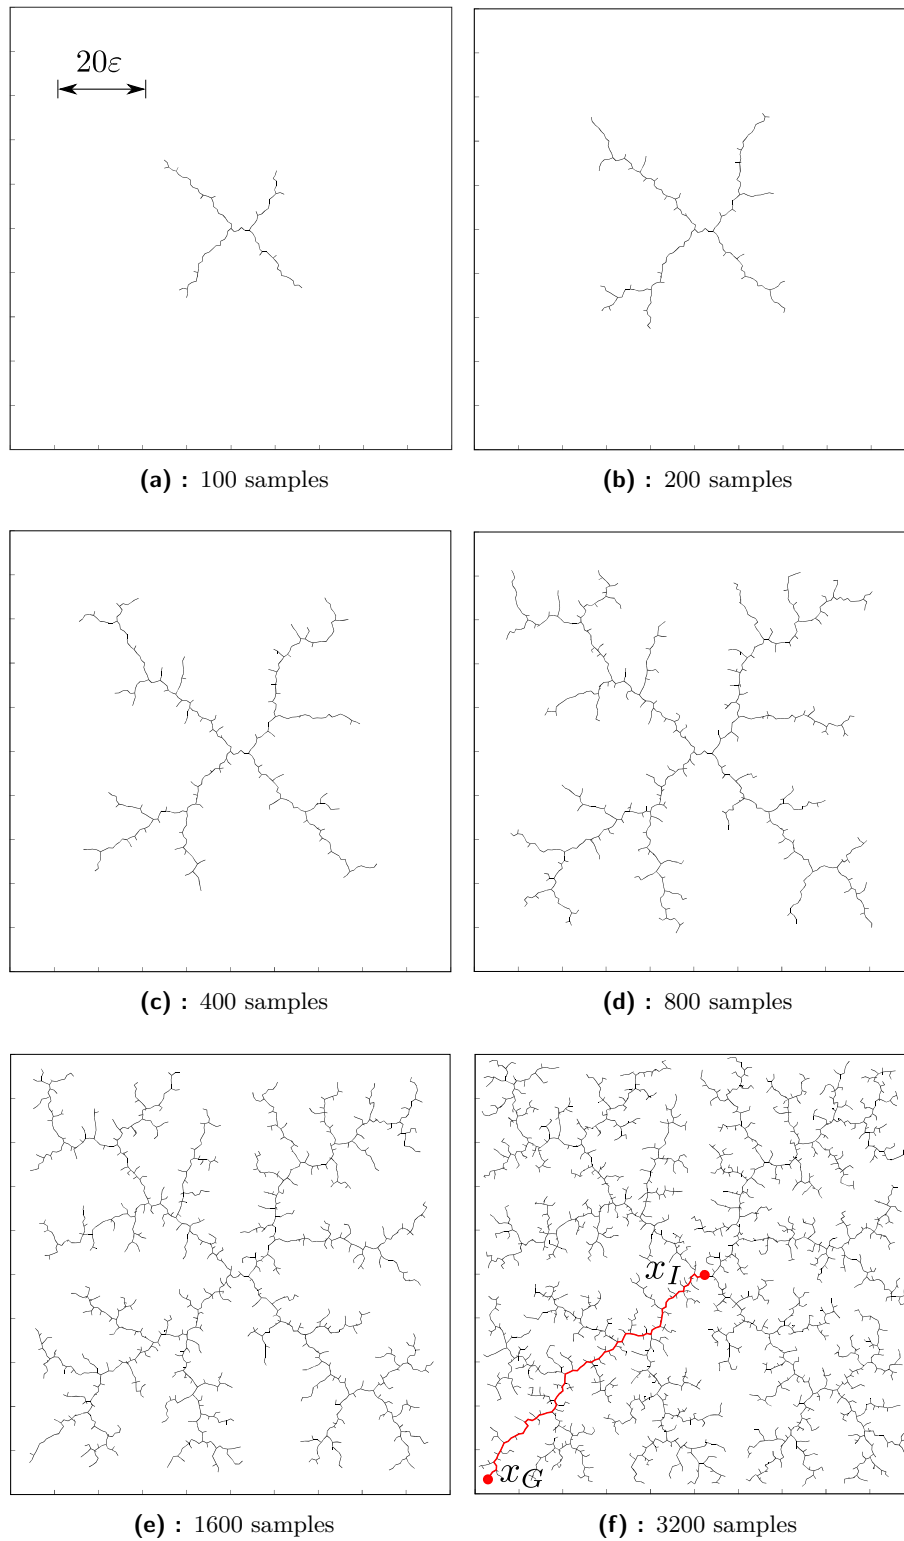 20ε
(a) : 100 samples
(b) : 200 samples
(c) : 400 samples
(d) : 800 samples
x_I
x_G
(e) : 1600 samples
(f) : 3200 samples